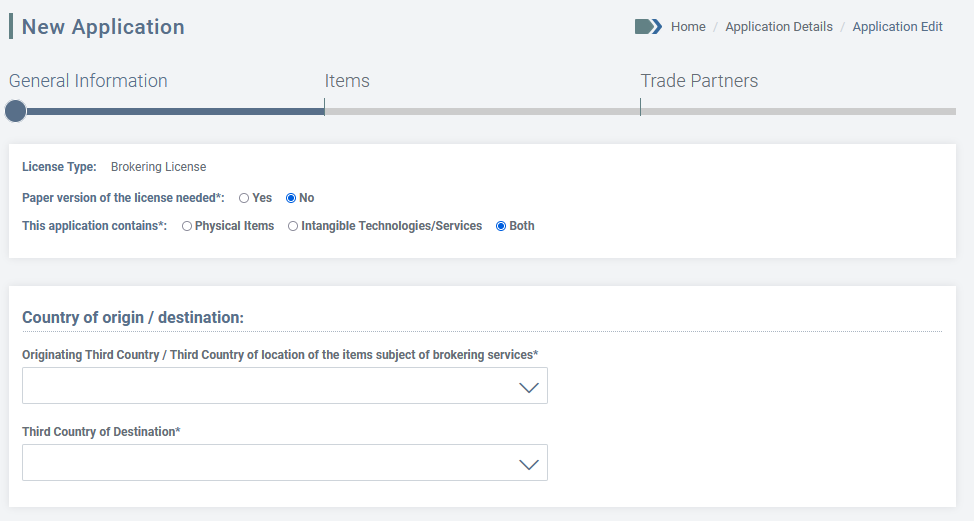 New Application
Home / Application Details / Application Edit
General Information
Items
Trade Partners
License Type: Brokering License
Paper version of the license needed*: Yes No
This application contains*: Physical Items Intangible Technologies/Services Both
Country of origin / destination:
Originating Third Country / Third Country of location of the items subject of brokering services*
Third Country of Destination*